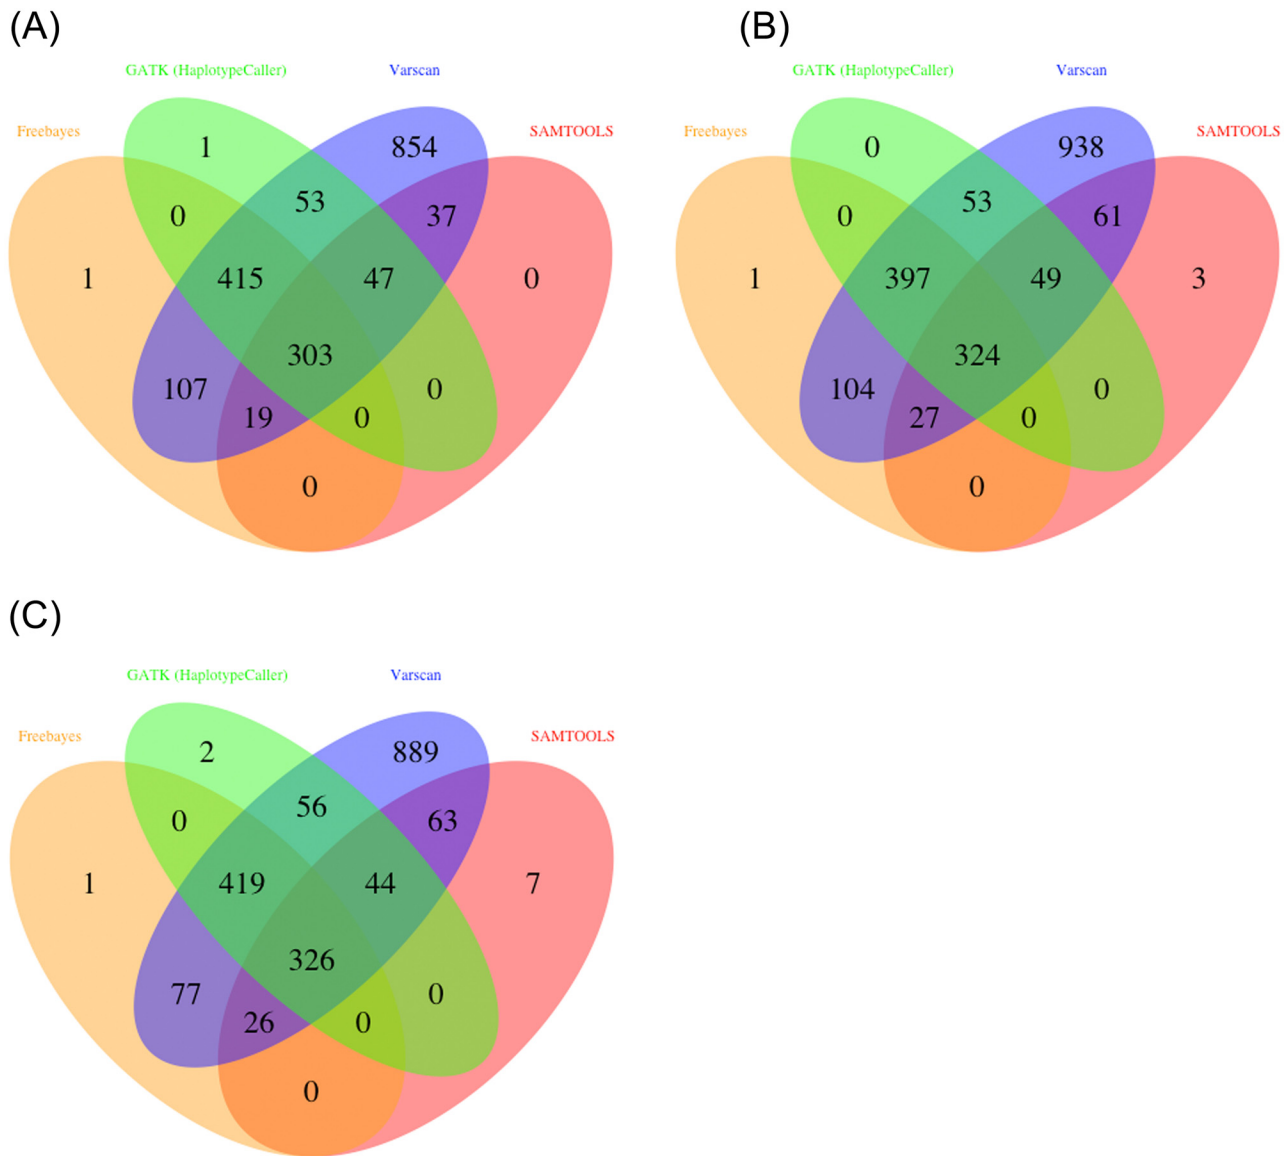 (A)
(B)
GATK (HaplotypeCaller) Varscan
Freebayes SAMTOOLS
1 854
53
0 37
1 415 47 0
303
107 0
19 0
0
GATK (HaplotypeCaller) Varscan
Freebayes SAMTOOLS
0 938
53
0 61
1 397 49 3
324
104 0
27 0
0
(C)
GATK (HaplotypeCaller) Varscan
Freebayes SAMTOOLS
2 889
56
0 63
1 419 44 7
326
77 0
26 0
0